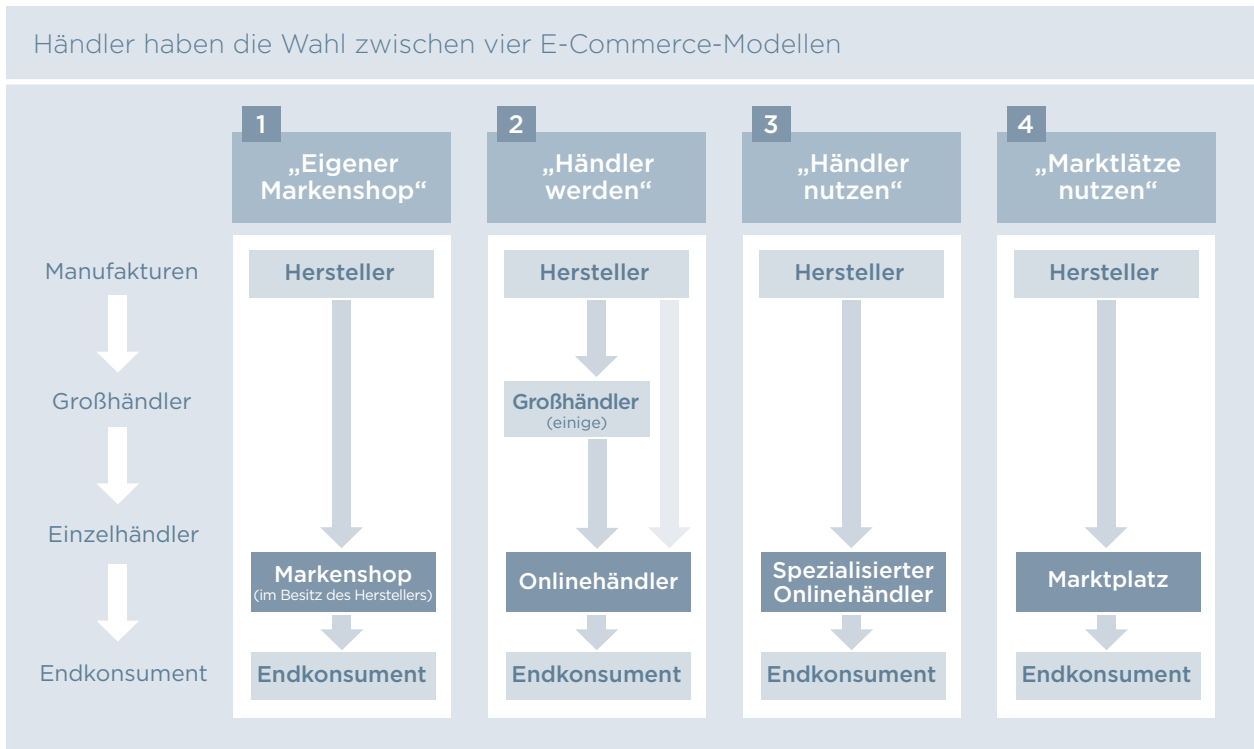 Händler haben die Wahl zwischen vier E-Commerce-Modellen
1
„Eigener
Markenshop“
2
„Händler
werden“
3
„Händler
nutzen“
4
„Marktlätze
nutzen“
Manufakturen
Großhändler
Einzelhändler
Endkonsument
Hersteller
Markenshop
(im Besitz des Herstellers)
Endkonsument
Hersteller
Großhändler
(einige)
Onlinehändler
Endkonsument
Hersteller
Spezialisierter
Onlinehändler
Endkonsument
Hersteller
Marktplatz
Endkonsument